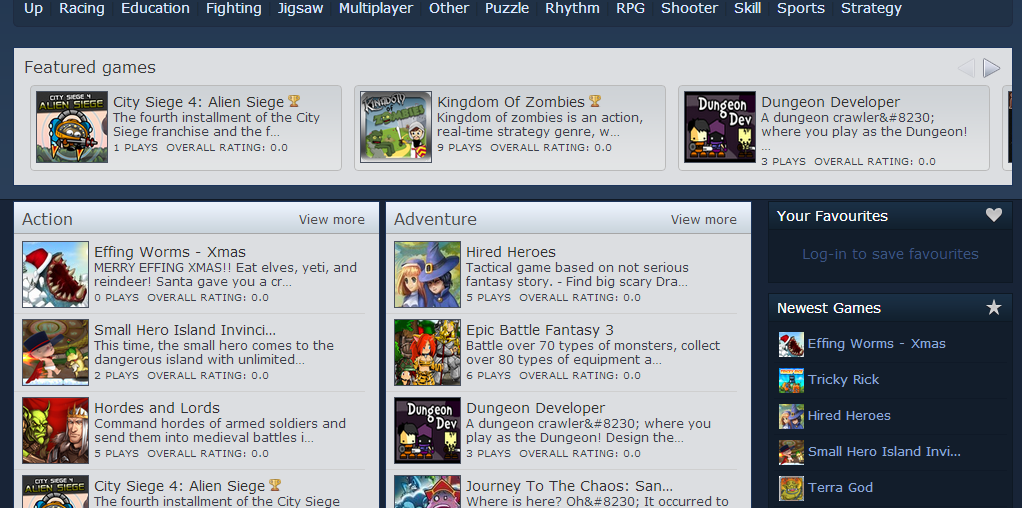 Up Racing Education Fighting Jigsaw Multiplayer Other Puzzle Rhythm RPG Shooter Skill Sports Strategy
Featured games
CITY SIEGE 4
ALIEN SIEGE
City Siege 4: Alien Siege
The fourth installment of the City
Siege franchise and the f...
1 PLAYS OVERALL RATING: 0.0
KINGDOM
OF
ZOMBIES
Kingdom Of Zombies
Kingdom of zombies is an action,
real-time strategy genre, w...
9 PLAYS OVERALL RATING: 0.0
Dungeon
Dev
Dungeon Developer
A dungeon crawler&#8230;
where you play as the Dungeon!
...
3 PLAYS OVERALL RATING: 0.0
Action View more
Effing Worms - Xmas
MERRY EFFING XMAS!! Eat elves, yeti, and
reindeer! Santa gave you a cr...
0 PLAYS OVERALL RATING: 0.0
Small Hero Island Invinci...
This time, the small hero comes to the
dangerous island with unlimited...
2 PLAYS OVERALL RATING: 0.0
Hordes and Lords
Command hordes of armed soldiers and
send them into medieval battles i...
5 PLAYS OVERALL RATING: 0.0
CITY SIEGE 4
ALIEN SIEGE
City Siege 4: Alien Siege
The fourth installment of the City Siege
Adventure View more
Hired Heroes
Tactical game based on not serious
fantasy story. - Find big scary Dra...
5 PLAYS OVERALL RATING: 0.0
Epic Battle Fantasy 3
Battle over 70 types of monsters, collect
over 80 types of equipment a...
6 PLAYS OVERALL RATING: 0.0
Dungeon
Dev
Dungeon Developer
A dungeon crawler&#8230; where you
play as the Dungeon! Design the...
3 PLAYS OVERALL RATING: 0.0
Journey To The Chaos: San...
Where is here? Oh&#8230; It occurred to
Your Favourites
Log-in to save favourites
Newest Games
Effing Worms - Xmas
Tricky Rick
Hired Heroes
Small Hero Island Invi...
Terra God